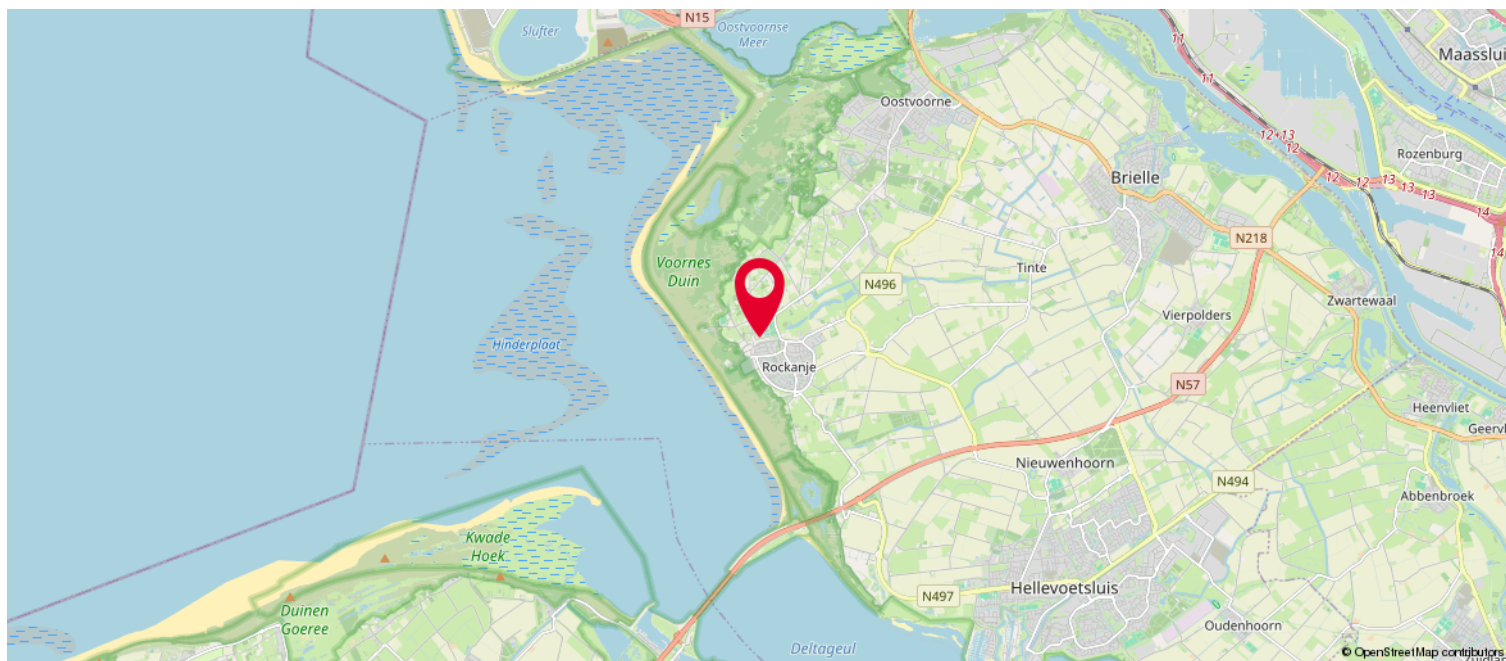 N15
Slufter
Oostvoornse
Meer
11
11
Maassluis
Oostvoorne
12+13
12
Rozenburg
12
12
13
13
13
14
14
Brielle
N218
Voornes
Duin
Tinte
N496
Zwartewaal
Vierpolders
Hinderplaat
Rockanje
N57
Heenvliet
Geervl
Nieuwenhoorn
N494
Abbenbroek
Kwade
Hoek
Hellevoetsluis
N497
Duinen
Goeree
Oudenhoorn
Deltageul
© OpenStreetMap contributors